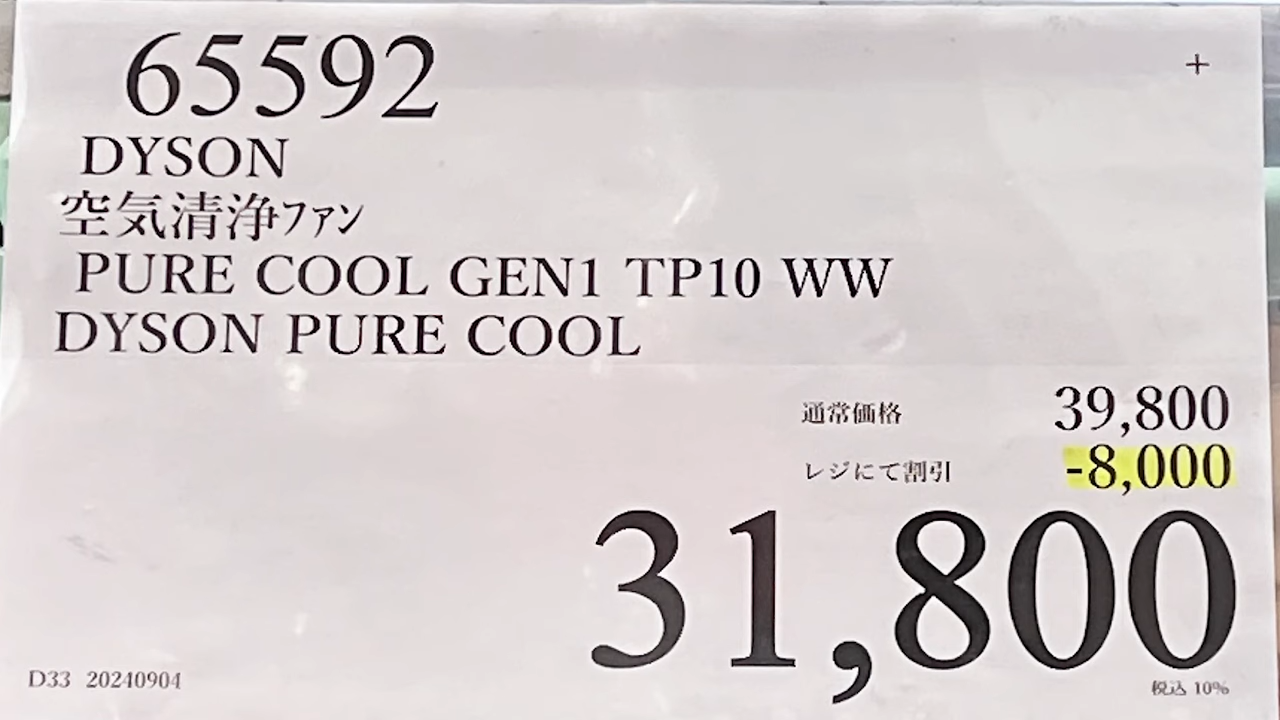 65592
+
DYSON
空気清浄ファン
PURE COOL GEN1 TP10 WW
DYSON PURE COOL
通常価格 39,800
レジにて割引 -8,000
31,800
D33 20240904
税込 10%